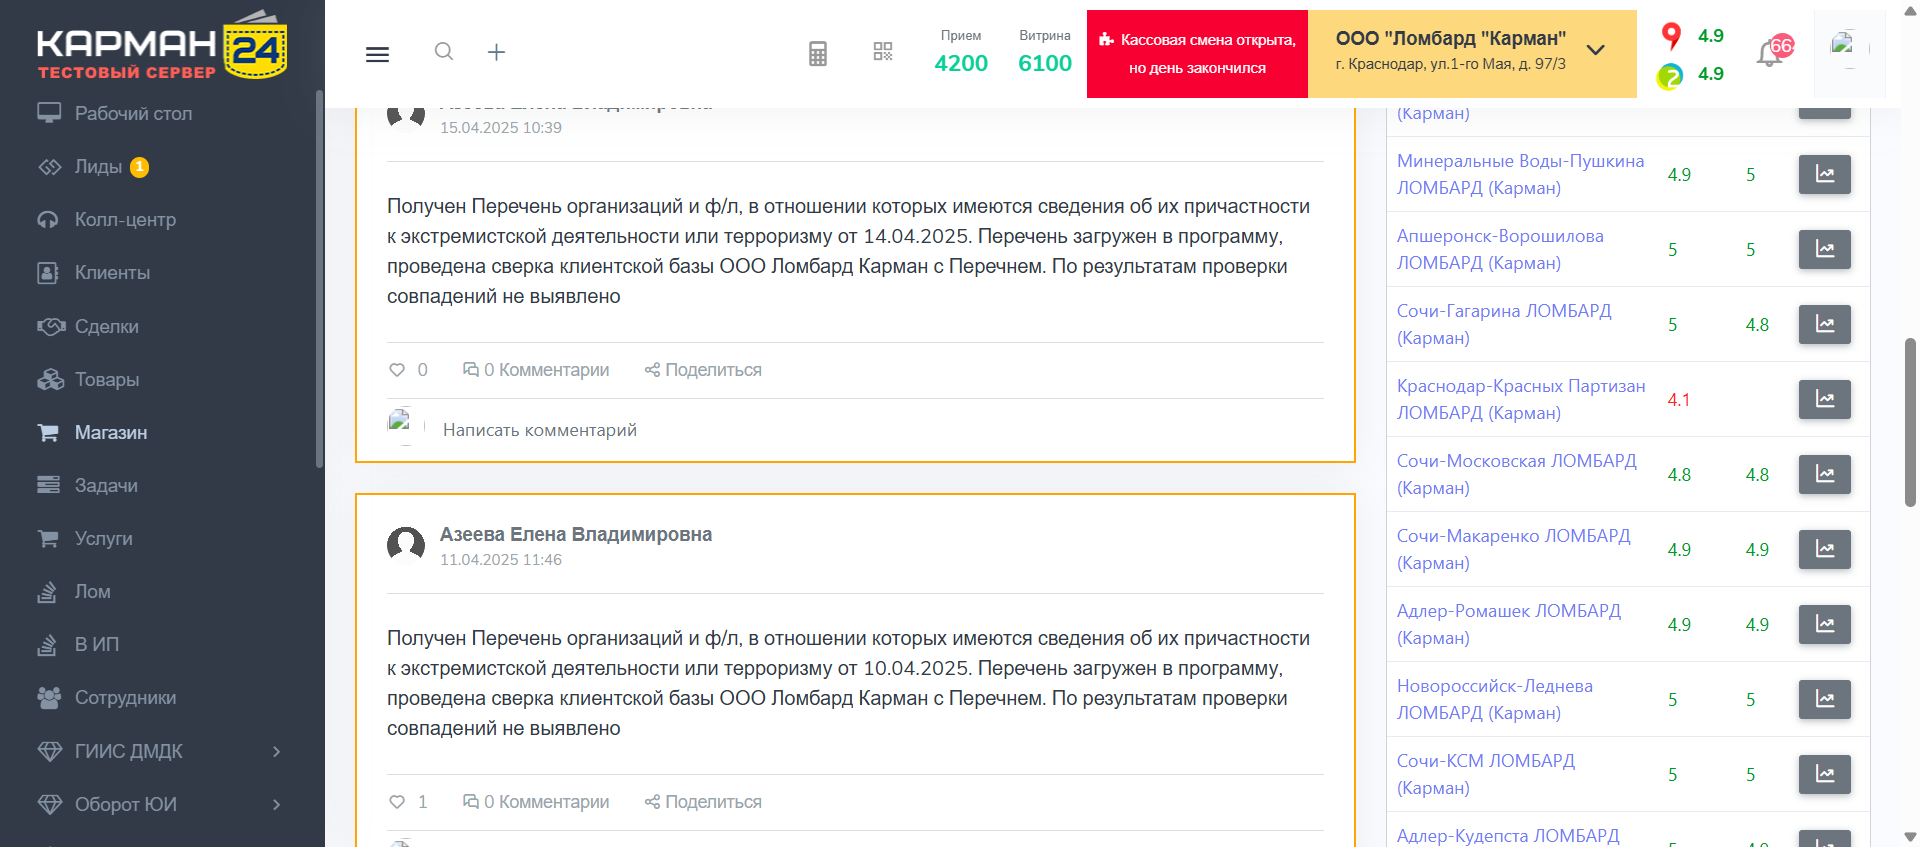 КАРМАН 24
ТЕСТОВЫЙ СЕРВЕР
Рабочий стол
Лиды 1
Колл-центр
Клиенты
Сделки
Товары
Магазин
Задачи
Услуги
Лом
В ИП
Сотрудники
ГИИС ДМДК
Оборот ЮИ
Прием
4200
Витрина
6100
Кассовая смена открыта,
но день закончился
ООО "Ломбард "Карман"
г. Краснодар, ул.1-го Мая, д. 97/3
4.9
4.9
Азеева Елена Владимировна
15.04.2025 10:39
Получен Перечень организаций и ф/л, в отношении которых имеются сведения об их причастности
к экстремистской деятельности или терроризму от 14.04.2025. Перечень загружен в программу,
проведена сверка клиентской базы ООО Ломбард Карман с Перечнем. По результатам проверки
совпадений не выявлено
0 0 Комментарии Поделиться
Написать комментарий
Азеева Елена Владимировна
11.04.2025 11:46
Получен Перечень организаций и ф/л, в отношении которых имеются сведения об их причастности
к экстремистской деятельности или терроризму от 10.04.2025. Перечень загружен в программу,
проведена сверка клиентской базы ООО Ломбард Карман с Перечнем. По результатам проверки
совпадений не выявлено
1 0 Комментарии Поделиться
(Карман)
Минеральные Воды-Пушкина
ЛОМБАРД (Карман)
4.9 5
Апшеронск-Ворошилова
ЛОМБАРД (Карман)
5 5
Сочи-Гагарина ЛОМБАРД
(Карман)
5 4.8
Краснодар-Красных Партизан
ЛОМБАРД (Карман)
4.1
Сочи-Московская ЛОМБАРД
(Карман)
4.8 4.8
Сочи-Макаренко ЛОМБАРД
(Карман)
4.9 4.9
Адлер-Ромашек ЛОМБАРД
(Карман)
4.9 4.9
Новороссийск-Леднева
ЛОМБАРД (Карман)
5 5
Сочи-КСМ ЛОМБАРД
(Карман)
5 5
Адлер-Кудепста ЛОМБАРД